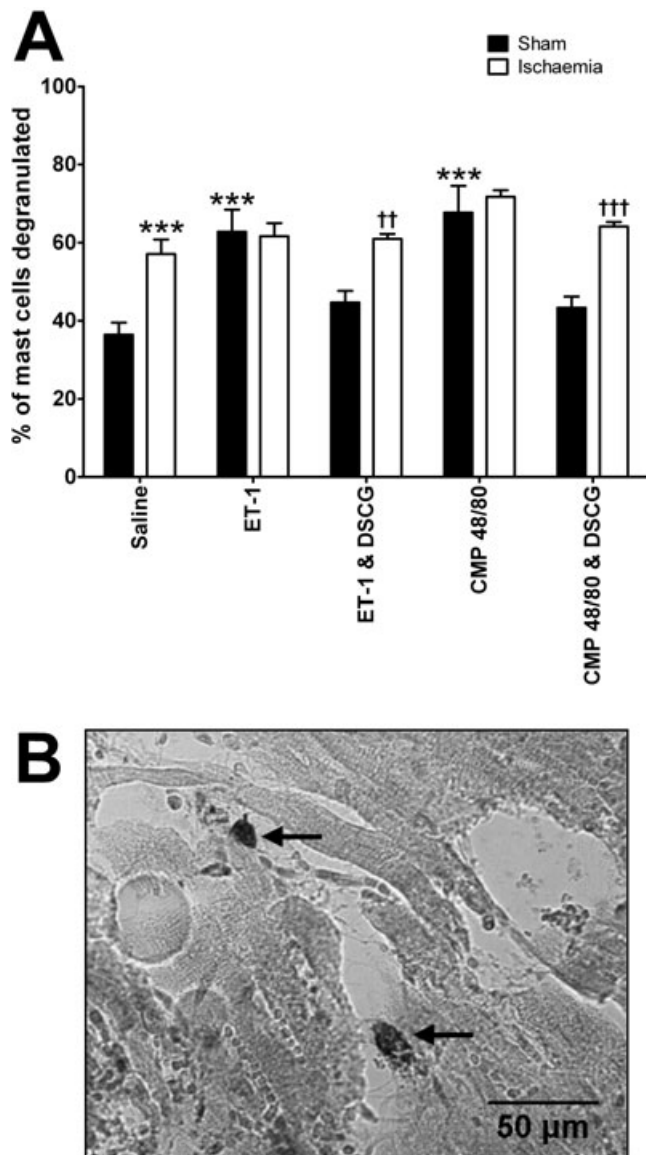 A
Sham
Ischaemia
% of mast cells degranulated
100
80
60
40
20
0
***
***
††
***
†††
Saline
ET-1
ET-1 & DSCG
CMP 48/80
CMP 48/80 & DSCG
B
50 µm